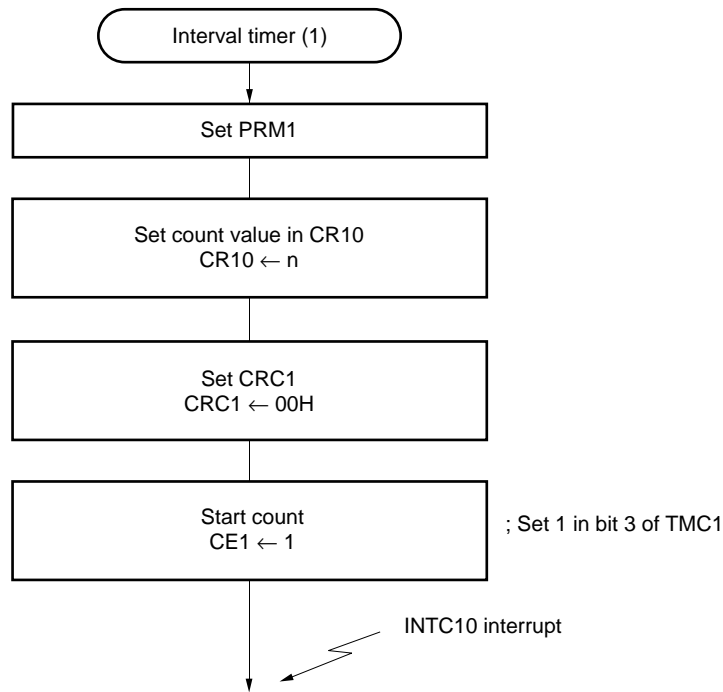 Interval timer (1)
Set PRM1
Set count value in CR10
CR10 ← n
Set CRC1
CRC1 ← 00H
Start count
CE1 ← 1
; Set 1 in bit 3 of TMC1
INTC10 interrupt